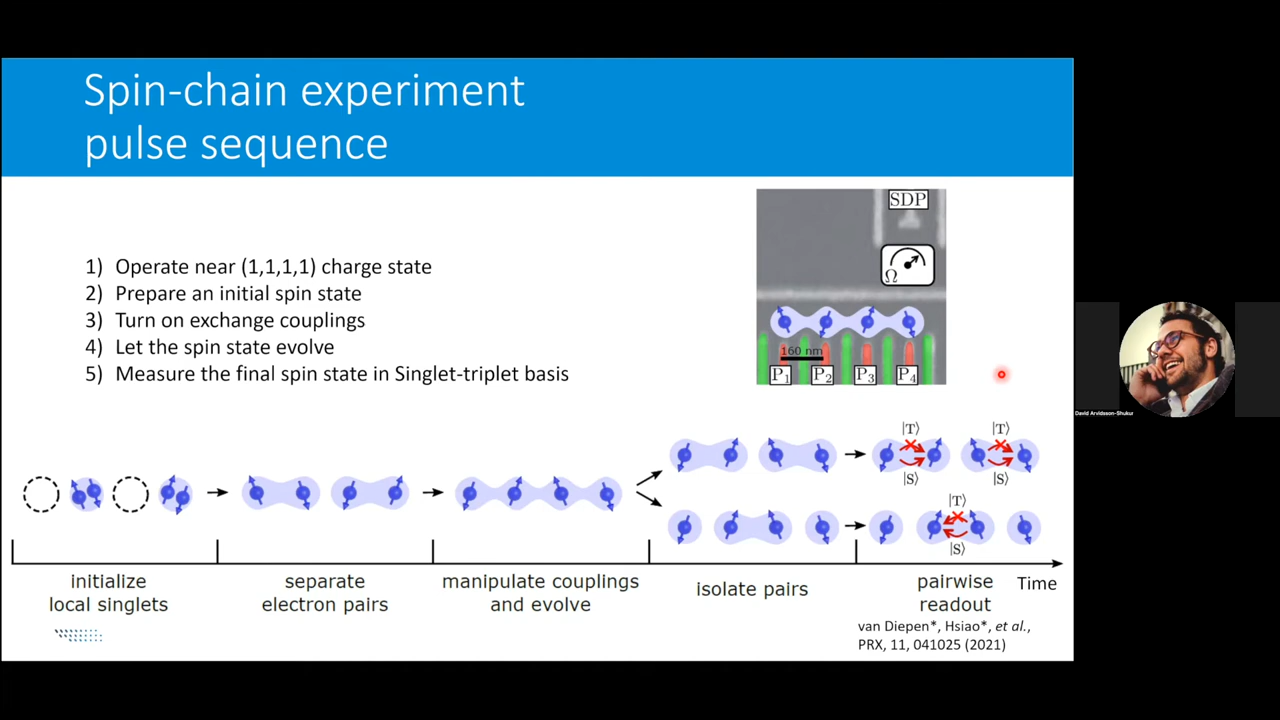 Spin-chain experiment
pulse sequence
1) Operate near (1,1,1,1) charge state
2) Prepare an initial spin state
3) Turn on exchange couplings
4) Let the spin state evolve
5) Measure the final spin state in Singlet-triplet basis
SDP
Ω
160 nm
P1 P2 P3 P4
David Arvidsson-Shukur
|T⟩ |T⟩
|S⟩ |S⟩
|T⟩
|S⟩
initialize
local singlets
separate
electron pairs
manipulate couplings
and evolve
isolate pairs
pairwise
readout
Time
van Diepen*, Hsiao*, et al.,
PRX, 11, 041025 (2021)